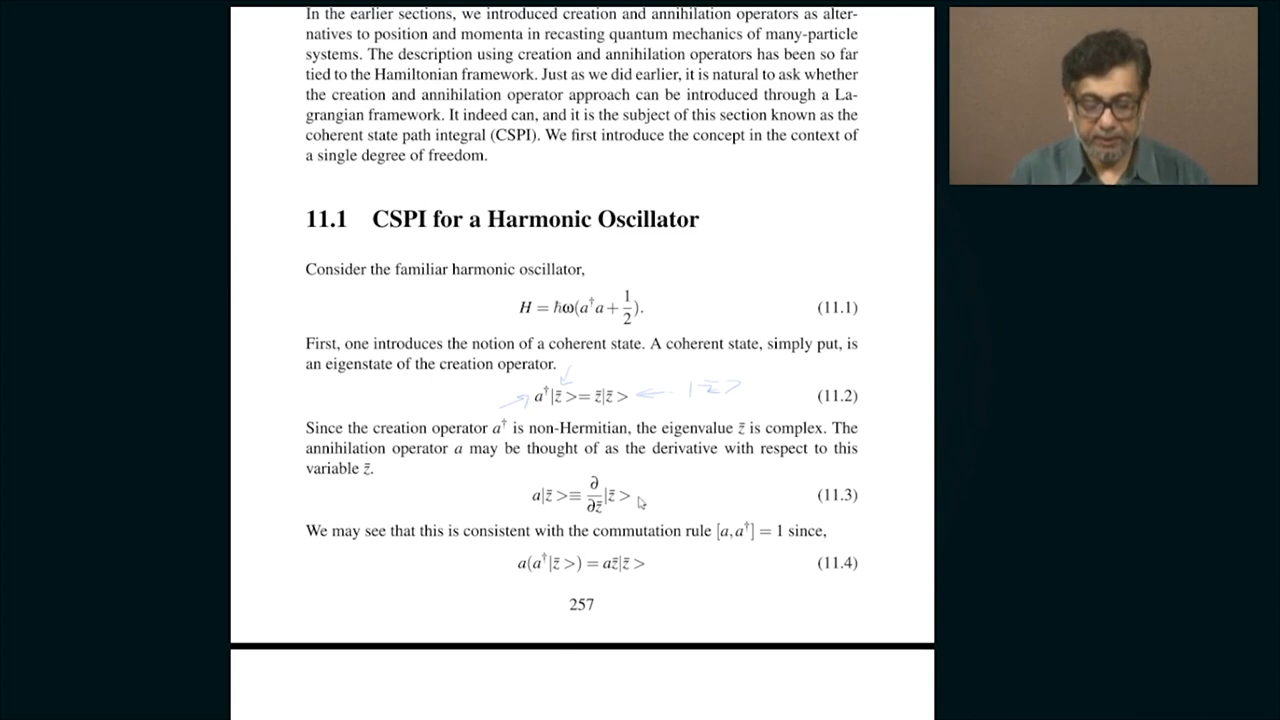 In the earlier sections, we introduced creation and annihilation operators as alter-
natives to position and momenta in recasting quantum mechanics of many-particle
systems. The description using creation and annihilation operators has been so far
tied to the Hamiltonian framework. Just as we did earlier, it is natural to ask whether
the creation and annihilation operator approach can be introduced through a La-
grangian framework. It indeed can, and it is the subject of this section known as the
coherent state path integral (CSPI). We first introduce the concept in the context of
a single degree of freedom.
11.1 CSPI for a Harmonic Oscillator
Consider the familiar harmonic oscillator,
H = ħω(a†a + 1/2). (11.1)
First, one introduces the notion of a coherent state. A coherent state, simply put, is
an eigenstate of the creation operator.
a†|z̄ >= z̄|z̄ > ← |z̄> (11.2)
Since the creation operator a† is non-Hermitian, the eigenvalue z̄ is complex. The
annihilation operator a may be thought of as the derivative with respect to this
variable z̄.
a|z̄ >≡ ∂/∂z̄ |z̄ > (11.3)
We may see that this is consistent with the commutation rule [a,a†] = 1 since,
a(a†|z̄ >) = az̄|z̄ > (11.4)
257